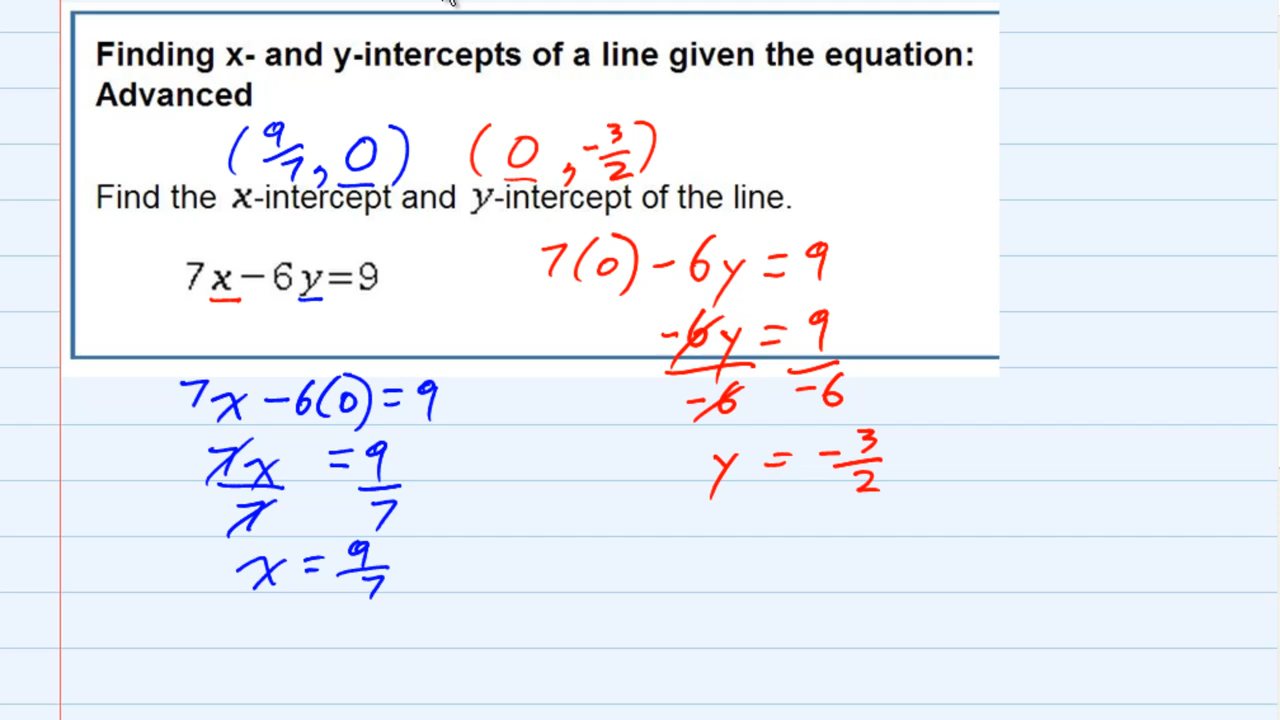 Finding x- and y-intercepts of a line given the equation:
Advanced
(9/7, 0) (0, -3/2)
Find the x-intercept and y-intercept of the line.
7x-6y=9
7(0) - 6y = 9
-6y/-6 = 9/-6
y = -3/2
7x - 6(0) = 9
7x/7 = 9/7
x = 9/7